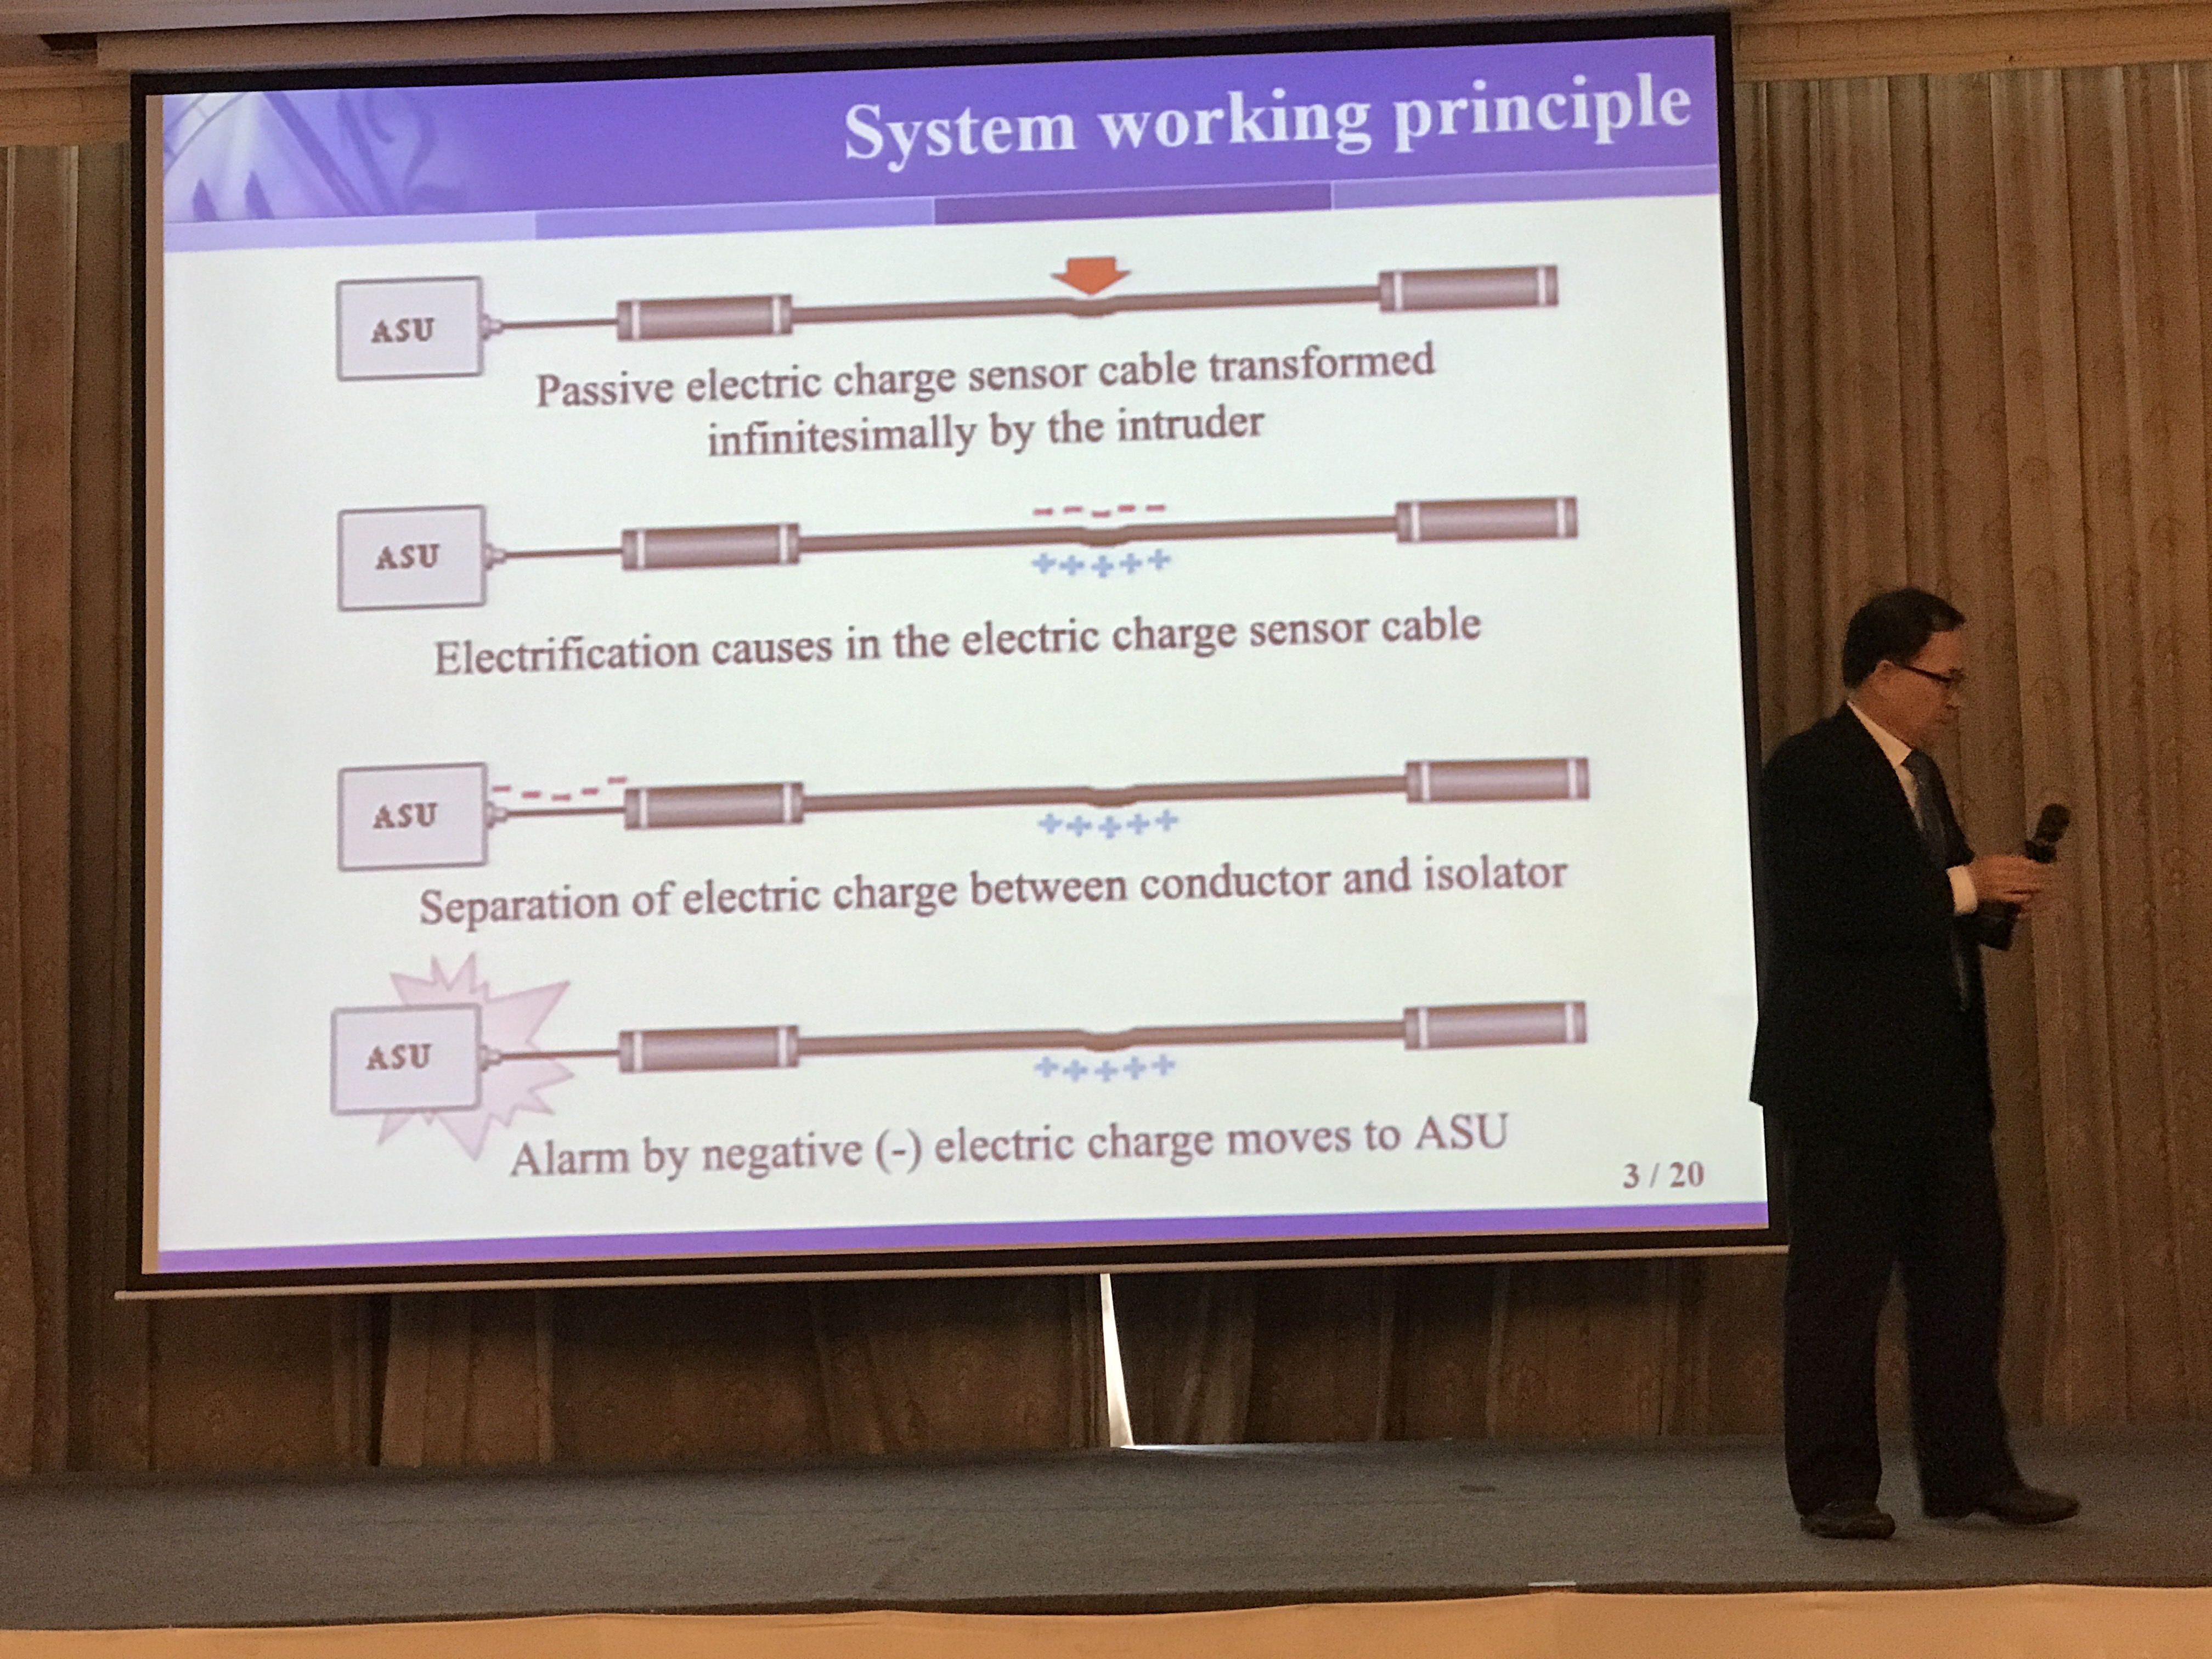 System working principle
ASU
Passive electric charge sensor cable transformed
infinitesimally by the intruder
ASU
- - - - -
+ + + + +
Electrification causes in the electric charge sensor cable
- - - - -
ASU
+ + + + +
Separation of electric charge between conductor and isolator
ASU
+ + + + +
Alarm by negative (-) electric charge moves to ASU
3 / 20
12